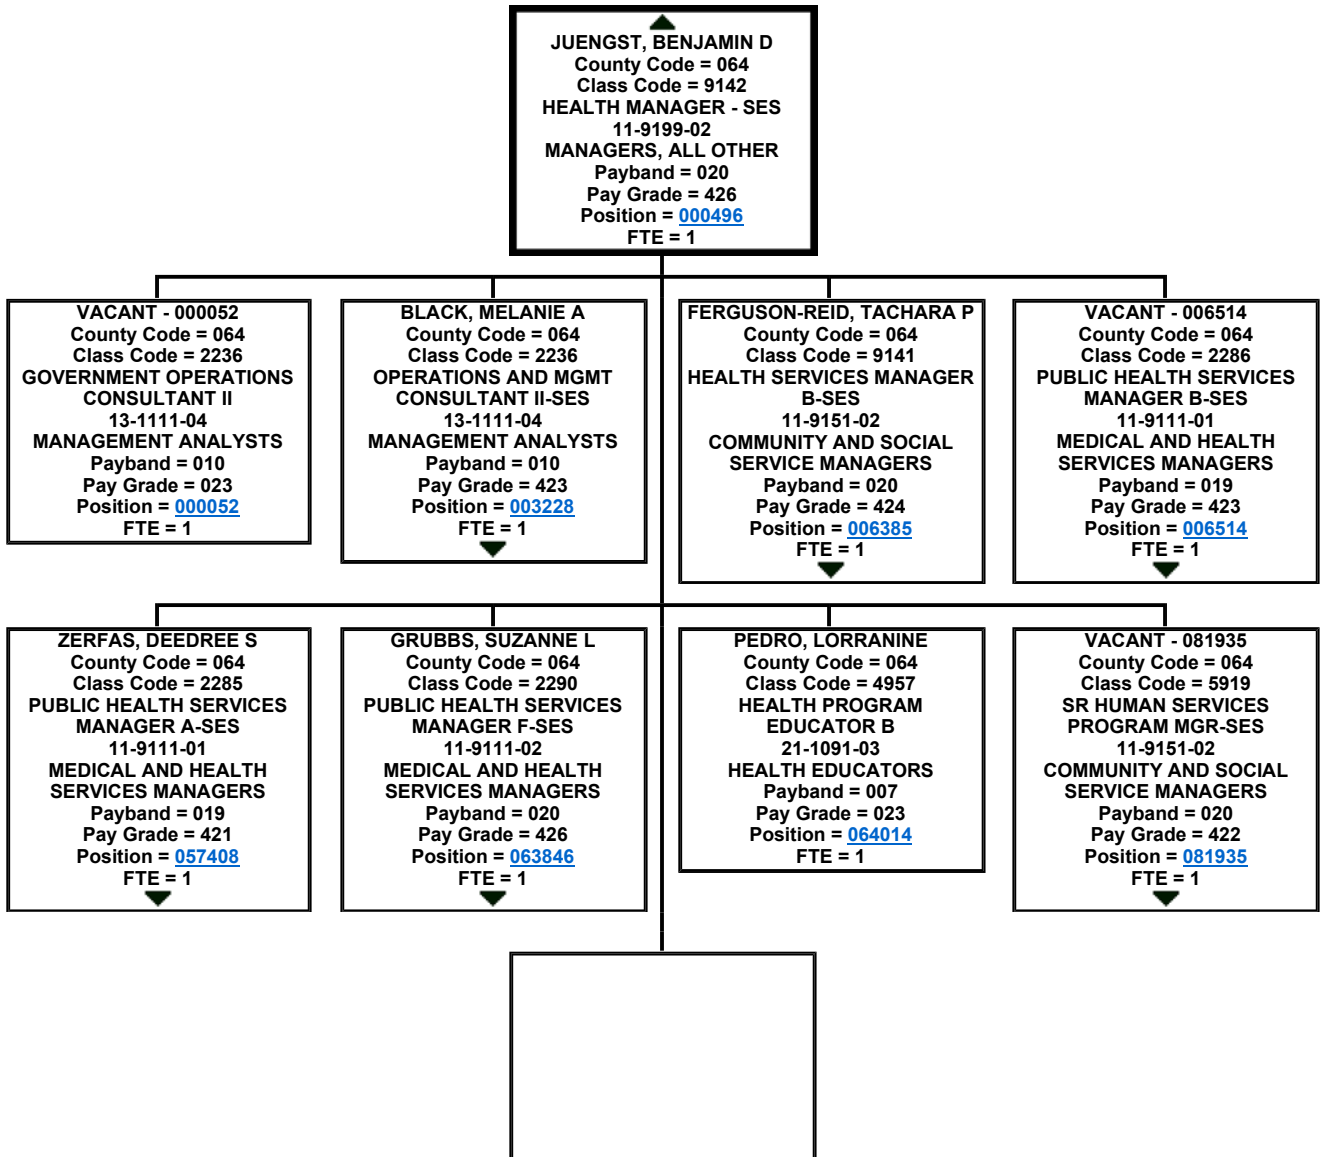 JUENGST, BENJAMIN D
County Code = 064
Class Code = 9142
HEALTH MANAGER - SES
11-9199-02
MANAGERS, ALL OTHER
Payband = 020
Pay Grade = 426
Position = 000496
FTE = 1
VACANT - 000052
County Code = 064
Class Code = 2236
GOVERNMENT OPERATIONS
CONSULTANT II
13-1111-04
MANAGEMENT ANALYSTS
Payband = 010
Pay Grade = 023
Position = 000052
FTE = 1
BLACK, MELANIE A
County Code = 064
Class Code = 2236
OPERATIONS AND MGMT
CONSULTANT II-SES
13-1111-04
MANAGEMENT ANALYSTS
Payband = 010
Pay Grade = 423
Position = 003228
FTE = 1
FERGUSON-REID, TACHARA P
County Code = 064
Class Code = 9141
HEALTH SERVICES MANAGER
B-SES
11-9151-02
COMMUNITY AND SOCIAL
SERVICE MANAGERS
Payband = 020
Pay Grade = 424
Position = 006385
FTE = 1
VACANT - 006514
County Code = 064
Class Code = 2286
PUBLIC HEALTH SERVICES
MANAGER B-SES
11-9111-01
MEDICAL AND HEALTH
SERVICES MANAGERS
Payband = 019
Pay Grade = 423
Position = 006514
FTE = 1
ZERFAS, DEEDREE S
County Code = 064
Class Code = 2285
PUBLIC HEALTH SERVICES
MANAGER A-SES
11-9111-01
MEDICAL AND HEALTH
SERVICES MANAGERS
Payband = 019
Pay Grade = 421
Position = 057408
FTE = 1
GRUBBS, SUZANNE L
County Code = 064
Class Code = 2290
PUBLIC HEALTH SERVICES
MANAGER F-SES
11-9111-02
MEDICAL AND HEALTH
SERVICES MANAGERS
Payband = 020
Pay Grade = 426
Position = 063846
FTE = 1
PEDRO, LORRANINE
County Code = 064
Class Code = 4957
HEALTH PROGRAM
EDUCATOR B
21-1091-03
HEALTH EDUCATORS
Payband = 007
Pay Grade = 023
Position = 064014
FTE = 1
VACANT - 081935
County Code = 064
Class Code = 5919
SR HUMAN SERVICES
PROGRAM MGR-SES
11-9151-02
COMMUNITY AND SOCIAL
SERVICE MANAGERS
Payband = 020
Pay Grade = 422
Position = 081935
FTE = 1